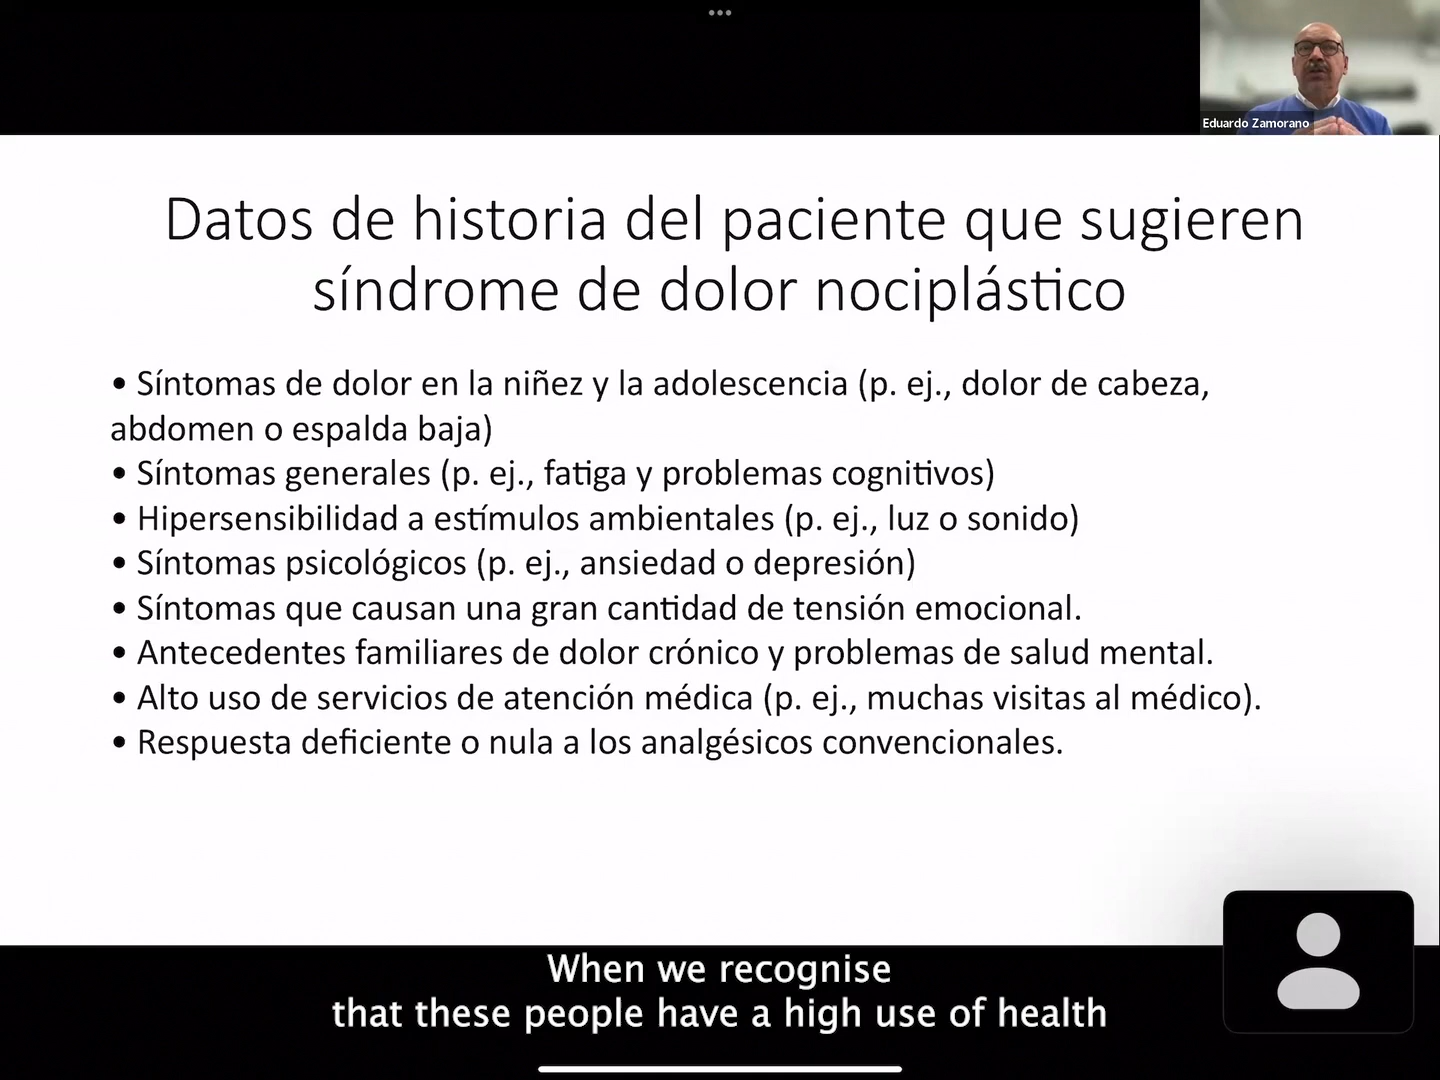 Eduardo Zamorano
Datos de historia del paciente que sugieren
síndrome de dolor nociplástico
• Síntomas de dolor en la niñez y la adolescencia (p. ej., dolor de cabeza,
abdomen o espalda baja)
• Síntomas generales (p. ej., fatiga y problemas cognitivos)
• Hipersensibilidad a estímulos ambientales (p. ej., luz o sonido)
• Síntomas psicológicos (p. ej., ansiedad o depresión)
• Síntomas que causan una gran cantidad de tensión emocional.
• Antecedentes familiares de dolor crónico y problemas de salud mental.
• Alto uso de servicios de atención médica (p. ej., muchas visitas al médico).
• Respuesta deficiente o nula a los analgésicos convencionales.
When we recognise
that these people have a high use of health